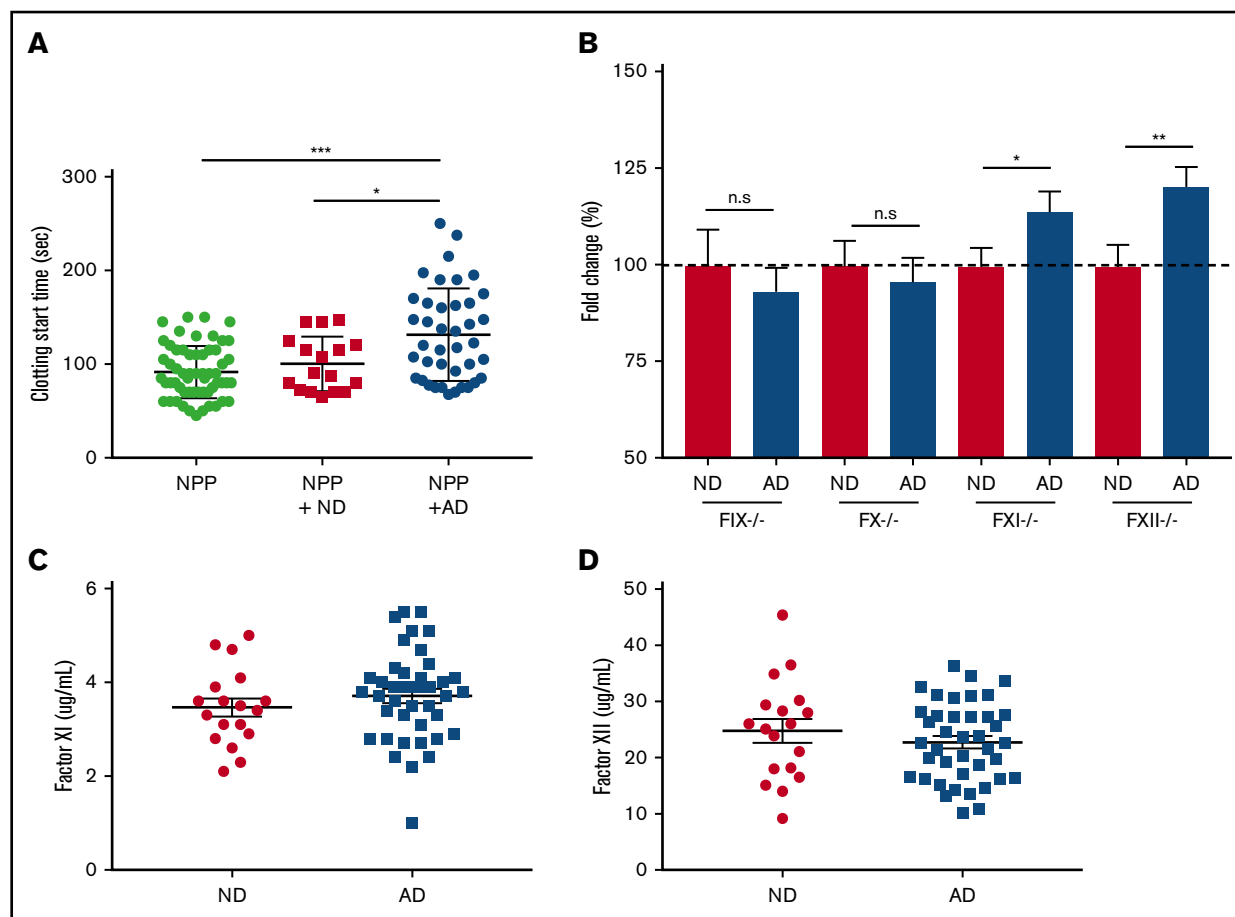 A
Clotting start time (sec)
300
200
100
0
***
*
NPP
NPP
+ ND
NPP
+AD
B
Fold change (%)
150
125
100
75
50
n.s
n.s
*
**
ND
AD
ND
AD
ND
AD
ND
AD
FIX-/-
FX-/-
FXI-/-
FXII-/-
C
Factor XI (ug/mL)
6
4
2
0
ND
AD
D
Factor XII (ug/mL)
50
40
30
20
10
0
ND
AD